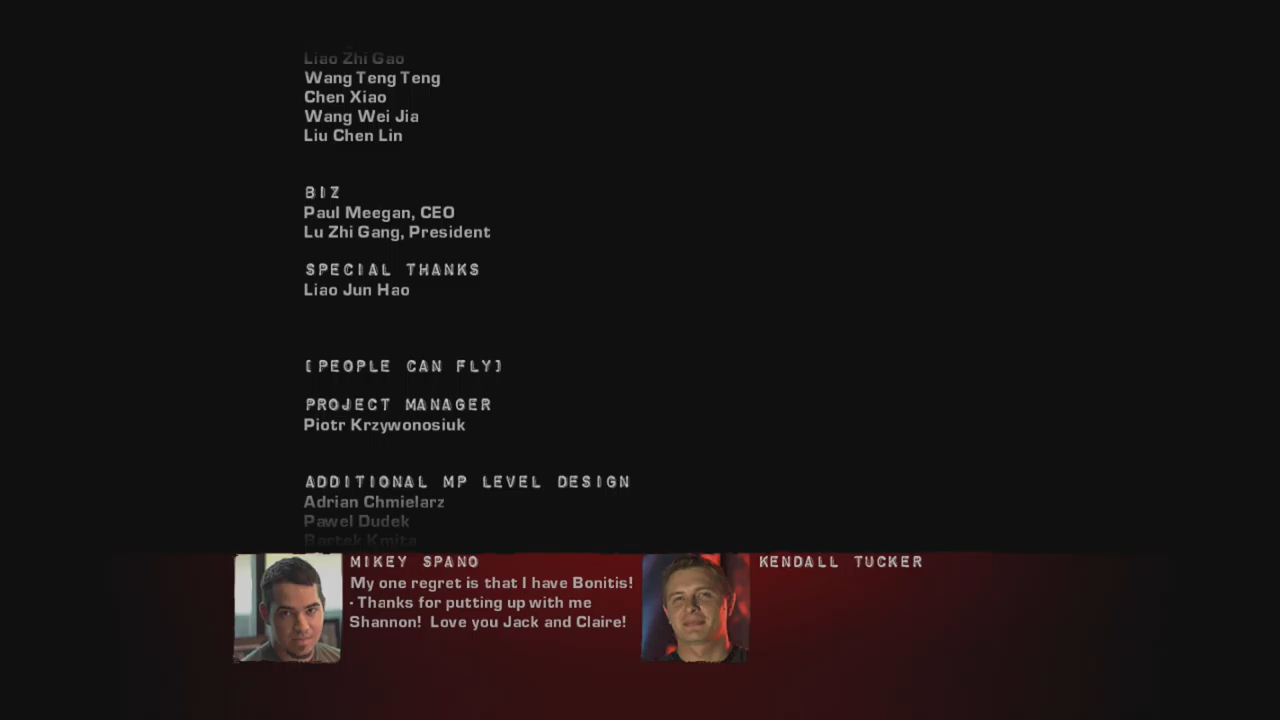 Liao Zhi Gao
Wang Teng Teng
Chen Xiao
Wang Wei Jia
Liu Chen Lin
BIZ
Paul Meegan, CEO
Lu Zhi Gang, President
SPECIAL THANKS
Liao Jun Hao
[PEOPLE CAN FLY]
PROJECT MANAGER
Piotr Krzywonosiuk
ADDITIONAL MP LEVEL DESIGN
Adrian Chmielarz
Pawel Dudek
Bartek Kmita
MIKEY SPANO
My one regret is that I have Bonitis!
- Thanks for putting up with me
Shannon! Love you Jack and Claire!
KENDALL TUCKER